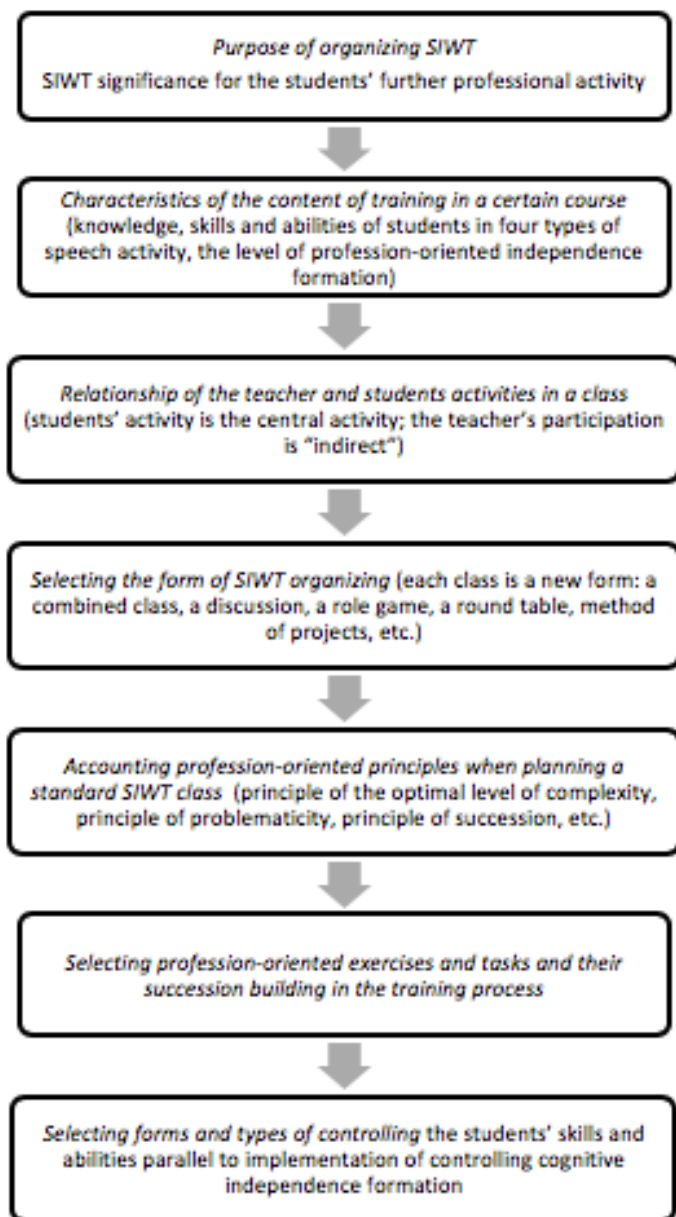 Purpose of organizing SIWT
SIWT significance for the students’ further professional activity
Characteristics of the content of training in a certain course
(knowledge, skills and abilities of students in four types of
speech activity, the level of profession-oriented independence
formation)
Relationship of the teacher and students activities in a class
(students’ activity is the central activity; the teacher’s participation
is “indirect”)
Selecting the form of SIWT organizing (each class is a new form: a
combined class, a discussion, a role game, a round table, method
of projects, etc.)
Accounting profession-oriented principles when planning a
standard SIWT class (principle of the optimal level of complexity,
principle of problematicity, principle of succession, etc.)
Selecting profession-oriented exercises and tasks and their
succession building in the training process
Selecting forms and types of controlling the students’ skills and
abilities parallel to implementation of controlling cognitive
independence formation